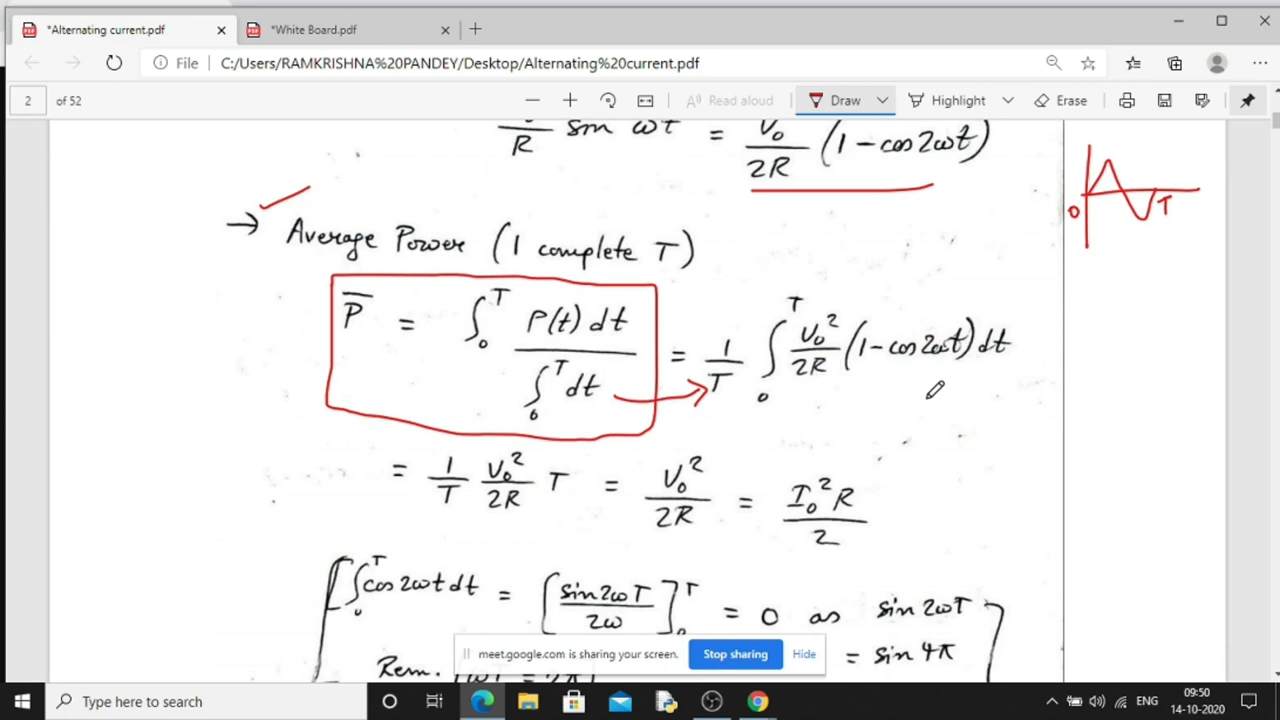 *Alternating current.pdf
*White Board.pdf
File C:/Users/RAMKRISHNA%20PANDEY/Desktop/Alternating%20current.pdf
2 of 52 Read aloud Draw Highlight Erase
R sin ωt = V₀ / 2R (1 − cos 2ωt)
→ Average Power (1 complete T)
P̄ = ∫₀ᵀ P(t) dt / ∫₀ᵀ dt = 1/T ∫₀ᵀ V₀²/2R (1 − cos 2ωt) dt
0 T
= 1/T V₀²/2R T = V₀²/2R = I₀²R/2
[∫₀ᵀ cos 2ωt dt = [sin 2ωT / 2ω]₀ᵀ = 0 as sin 2ωT
= sin 4π
Rem.
meet.google.com is sharing your screen. Stop sharing Hide
Type here to search
ENG
09:50
14-10-2020